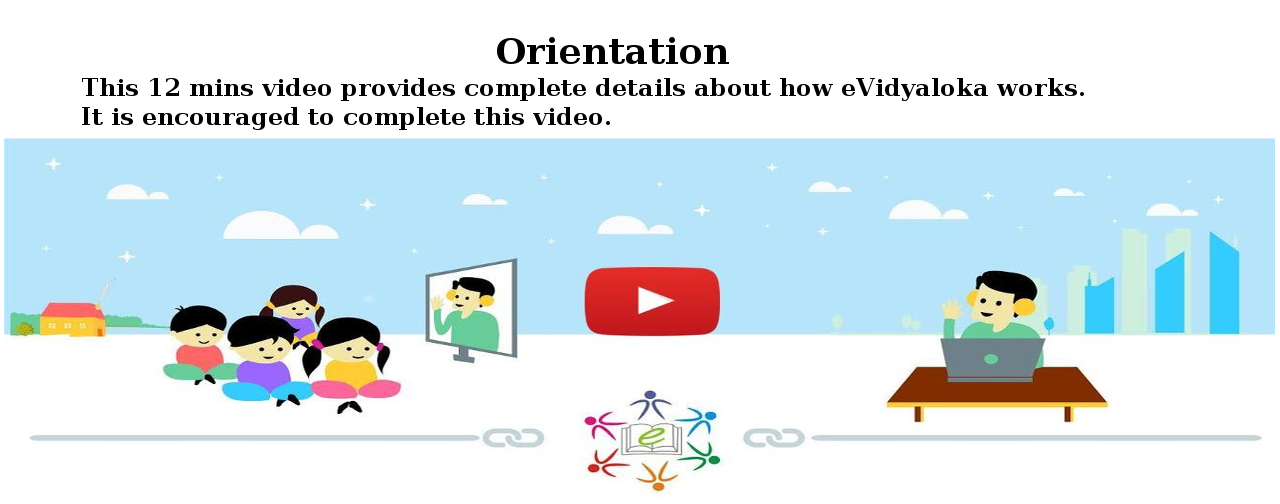 Orientation
This 12 mins video provides complete details about how eVidyaloka works.
It is encouraged to complete this video.
e